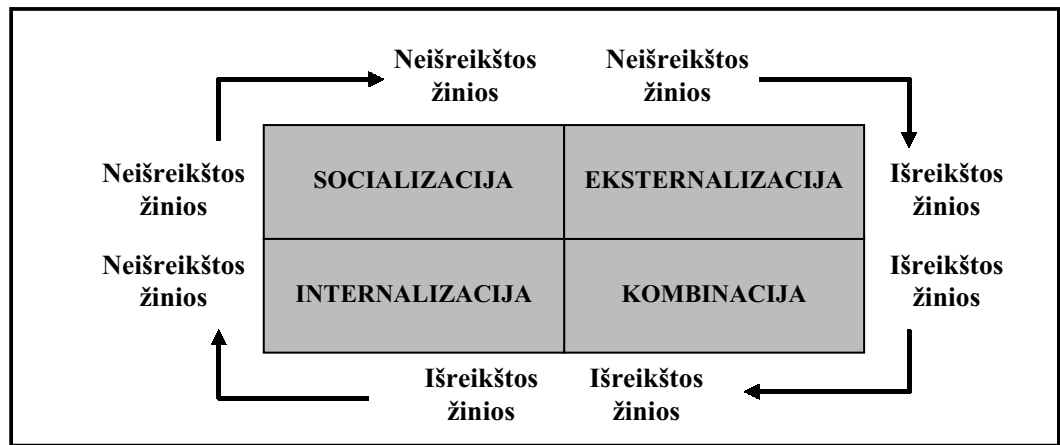 Neišreikštos
žinios
Neišreikštos
žinios
Neišreikštos
žinios
SOCIALIZACIJA
EKSTERNALIZACIJA
Išreikštos
žinios
Neišreikštos
žinios
INTERNALIZACIJA
KOMBINACIJA
Išreikštos
žinios
Išreikštos
žinios
Išreikštos
žinios